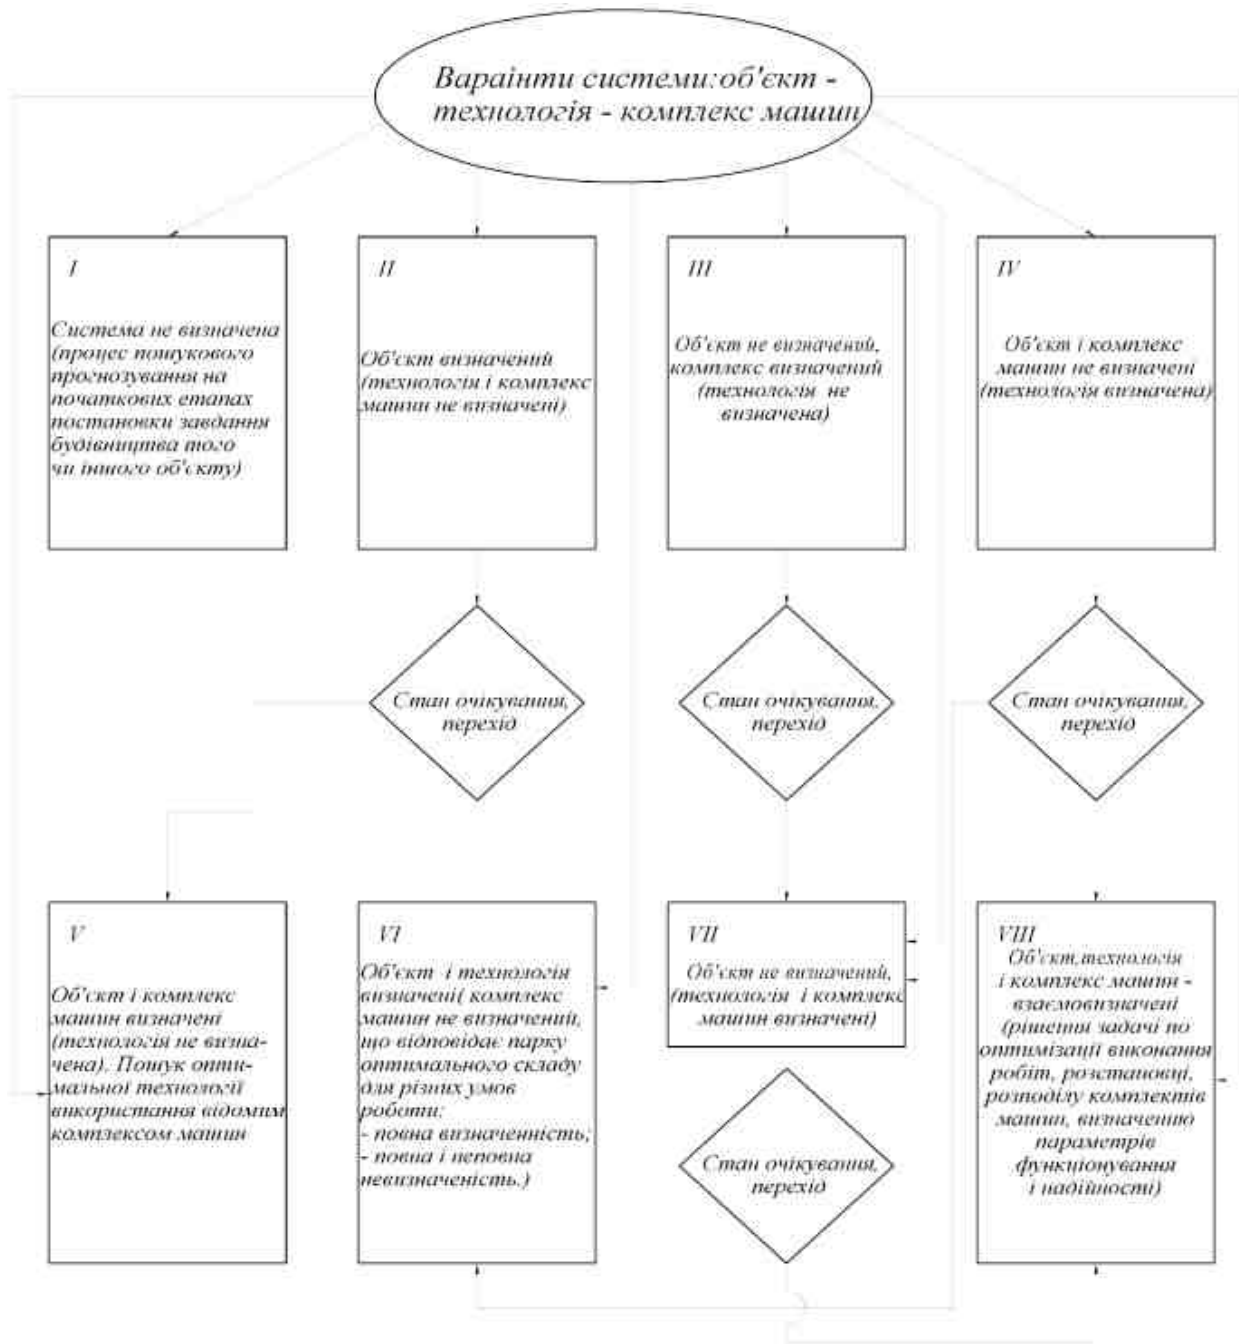 Вараінти системи:об'єкт -
технологія - комплекс машин
I
Система не визначена
(процес пошукового
прогнозування на
початкових етапах
постановки завдання
будівництва того
чи іншого об'єкту)
II
Об'єкт визначений
(технологія і комплекс
машин не визначені)
III
Об'єкт не визначений,
комплекс визначений
(технологія не
визначена)
IV
Об'єкт і комплекс
машин не визначені
(технологія визначена)
Стан очікування,
перехід
Стан очікування,
перехід
Стан очікування,
перехід
V
Об'єкт і комплекс
машин визначені
(технологія не визна-
чена). Пошук опти-
мальної технології
використання відомим
комплексом машин
VI
Об'єкт і технологія
визначені( комплекс
машин не визначений,
що відповідає парку
оптимального складу
для різних умов
роботи:
- повна визначенність;
- повна і неповна
невизначеність.)
VII
Об'єкт не визначений,
(технологія і комплекс
машин визначені)
Стан очікування,
перехід
VIII
Об'єкт,технологія
і комплекс машин -
взаємовизначені
(рішення задачі по
оптимізації виконання
робіт, розстановці,
розподілу комплектів
машин, визначенню
параметрів
функціонування
і надійності)